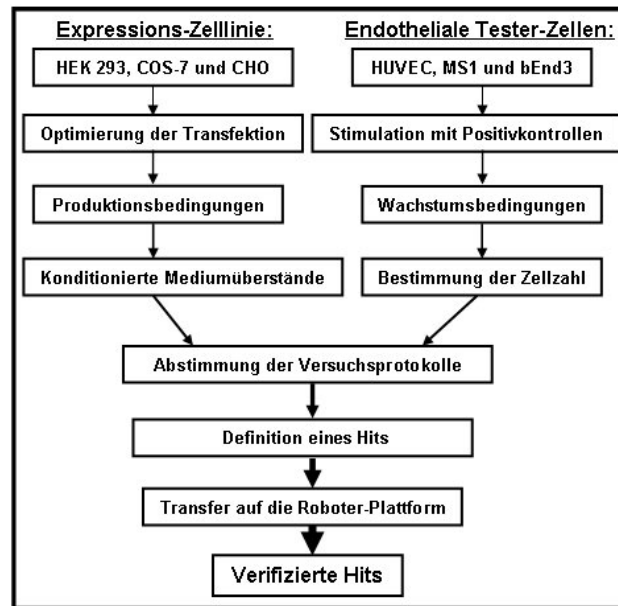 Expressions-Zelllinie:
Endotheliale Tester-Zellen:
HEK 293, COS-7 und CHO
HUVEC, MS1 und bEnd3
Optimierung der Transfektion
Stimulation mit Positivkontrollen
Produktionsbedingungen
Wachstumsbedingungen
Konditionierte Mediumüberstände
Bestimmung der Zellzahl
Abstimmung der Versuchsprotokolle
Definition eines Hits
Transfer auf die Roboter-Plattform
Verifizierte Hits